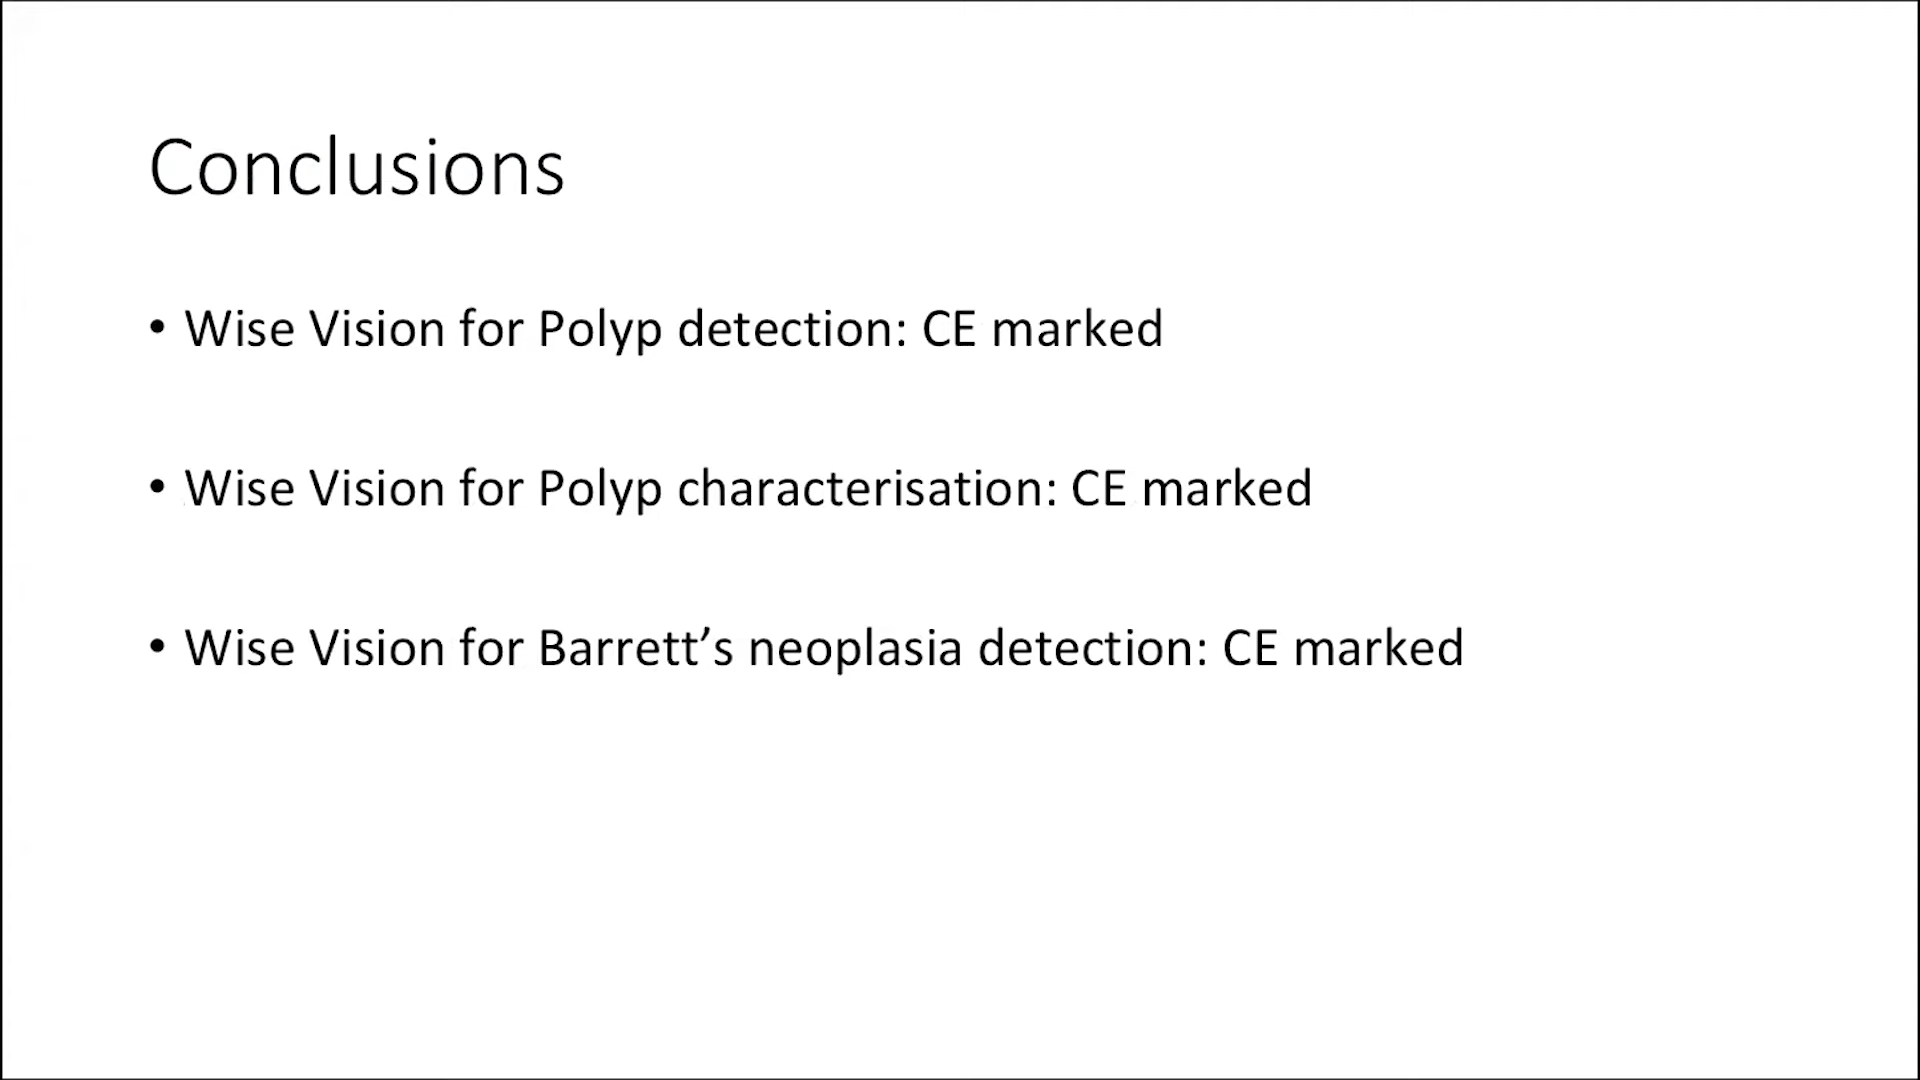 Conclusions
• Wise Vision for Polyp detection: CE marked
• Wise Vision for Polyp characterisation: CE marked
• Wise Vision for Barrett’s neoplasia detection: CE marked